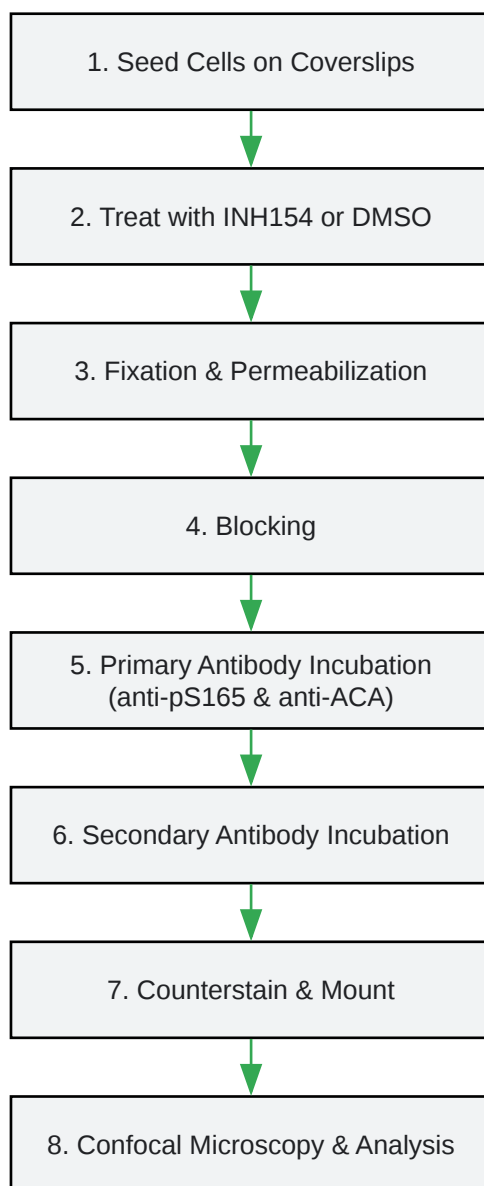 1. Seed Cells on Coverslips
2. Treat with INH154 or DMSO
3. Fixation & Permeabilization
4. Blocking
5. Primary Antibody Incubation
(anti-pS165 & anti-ACA)
6. Secondary Antibody Incubation
7. Counterstain & Mount
8. Confocal Microscopy & Analysis